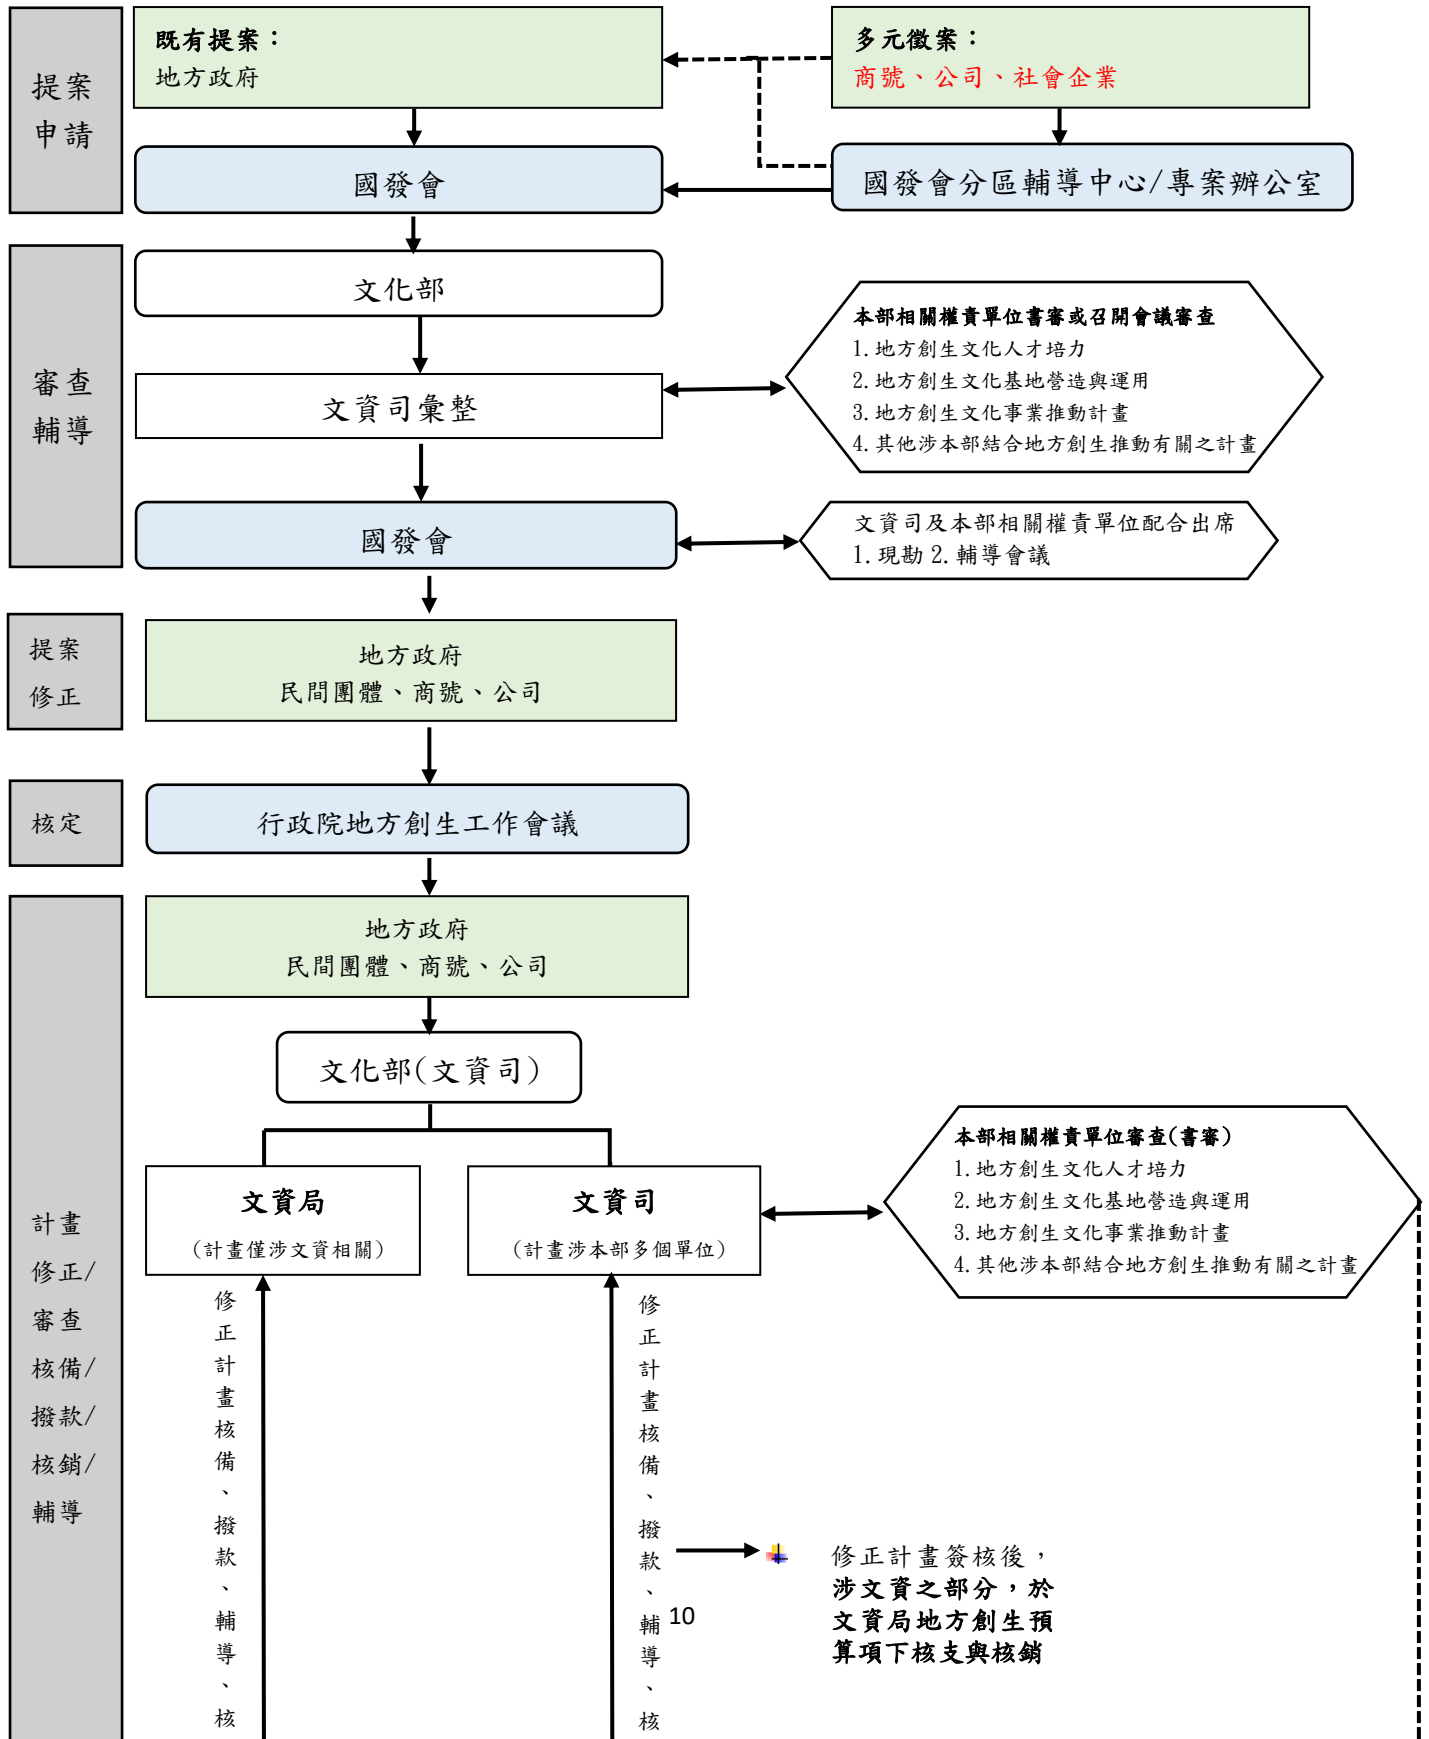 提案
申請
既有提案：
地方政府
多元徵案：
商號、公司、社會企業
國發會
國發會分區輔導中心/專案辦公室
審查
輔導
文化部
文資司彙整
本部相關權責單位書審或召開會議審查
1.地方創生文化人才培力
2.地方創生文化基地營造與運用
3.地方創生文化事業推動計畫
4.其他涉本部結合地方創生推動有關之計畫
國發會
文資司及本部相關權責單位配合出席
1.現勘 2.輔導會議
提案
修正
地方政府
民間團體、商號、公司
核定
行政院地方創生工作會議
計畫
修正/
審查
核備/
撥款/
核銷/
輔導
地方政府
民間團體、商號、公司
文化部(文資司)
文資局
(計畫僅涉文資相關)
文資司
(計畫涉本部多個單位)
本部相關權責單位審查(書審)
1.地方創生文化人才培力
2.地方創生文化基地營造與運用
3.地方創生文化事業推動計畫
4.其他涉本部結合地方創生推動有關之計畫
修正計畫核備、撥款、輔導、核
修正計畫核備、撥款、輔導、核
修正計畫簽核後，
涉文資之部分，於
文資局地方創生預
算項下核支與核銷
10